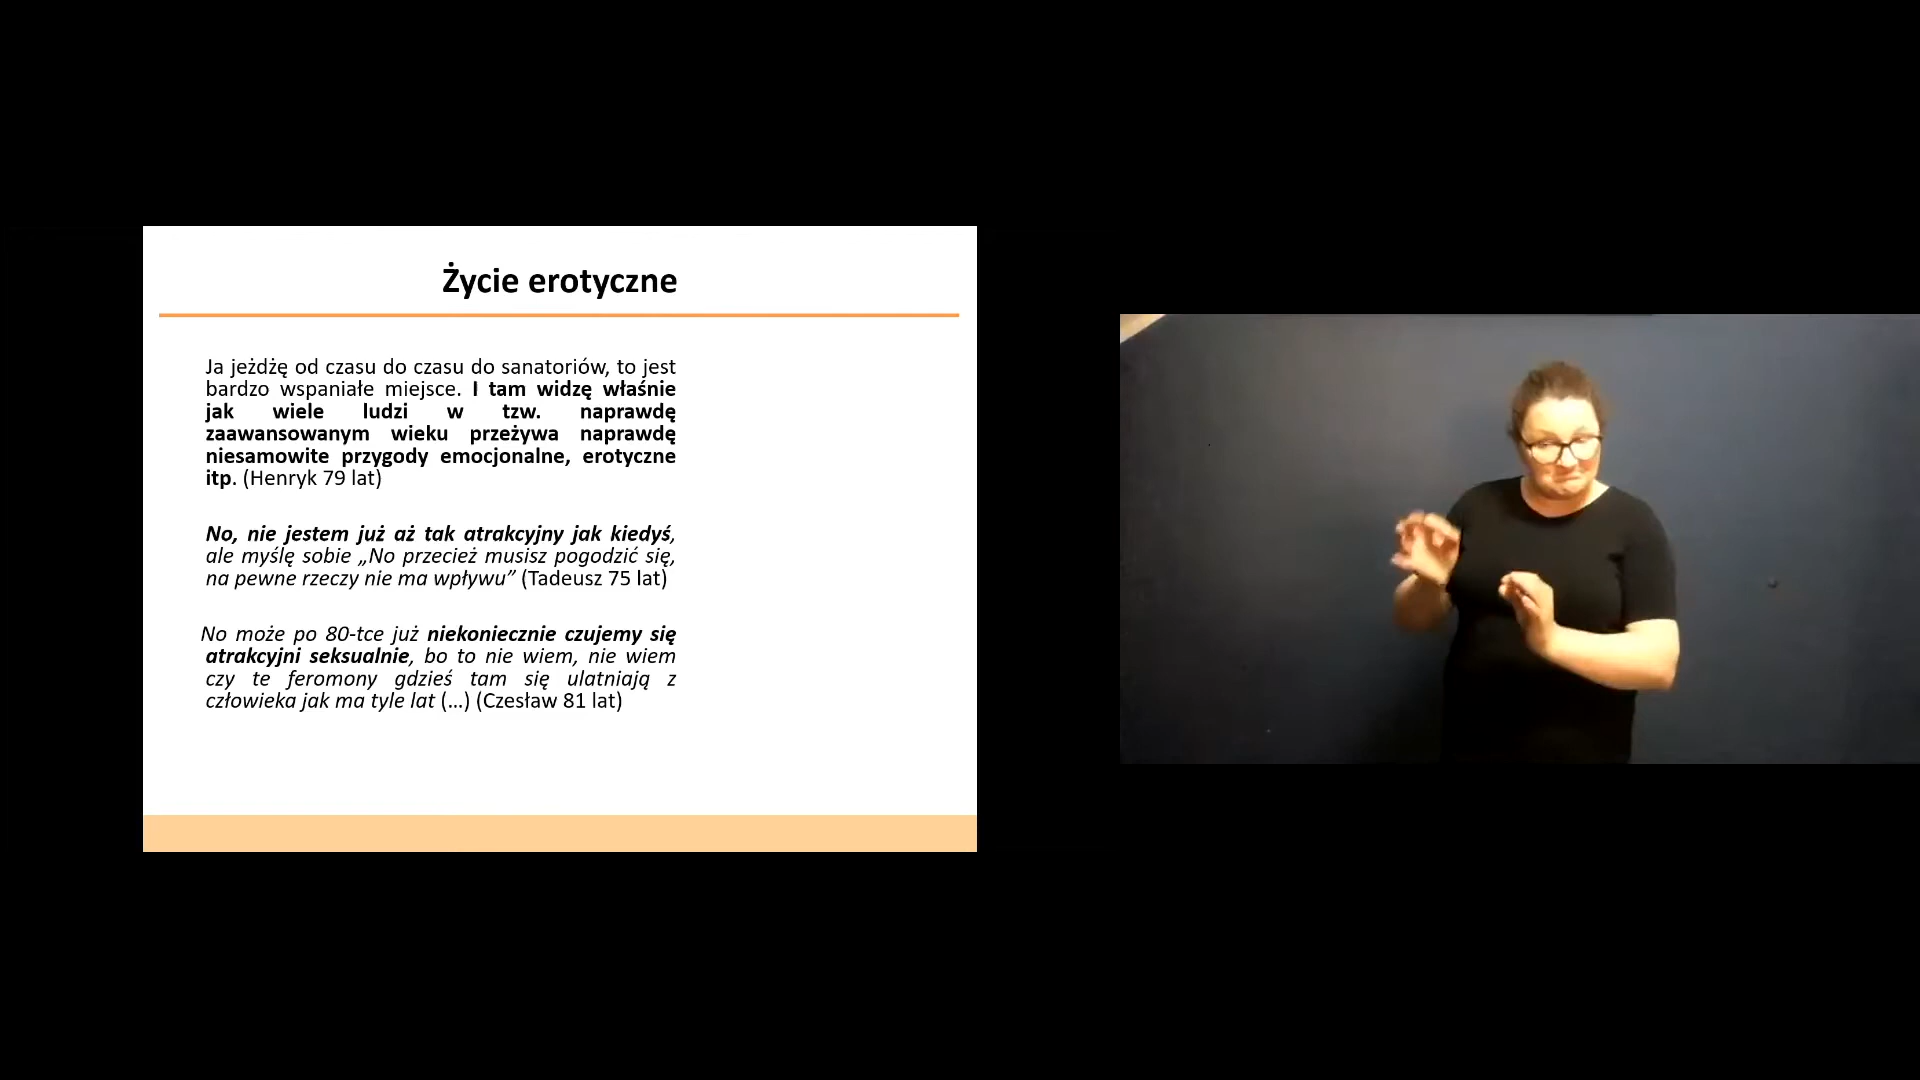 Życie erotyczne
Ja jeżdżę od czasu do czasu do sanatoriów, to jest
bardzo wspaniałe miejsce. I tam widzę właśnie
jak wiele ludzi w tzw. naprawdę
zaawansowanym wieku przeżywa naprawdę
niesamowite przygody emocjonalne, erotyczne
itp. (Henryk 79 lat)
No, nie jestem już aż tak atrakcyjny jak kiedyś,
ale myślę sobie „No przecież musisz pogodzić się,
na pewne rzeczy nie ma wpływu” (Tadeusz 75 lat)
No może po 80-tce już niekoniecznie czujemy się
atrakcyjni seksualnie, bo to nie wiem, nie wiem
czy te feromony gdzieś tam się ulatniają z
człowieka jak ma tyle lat (…) (Czesław 81 lat)